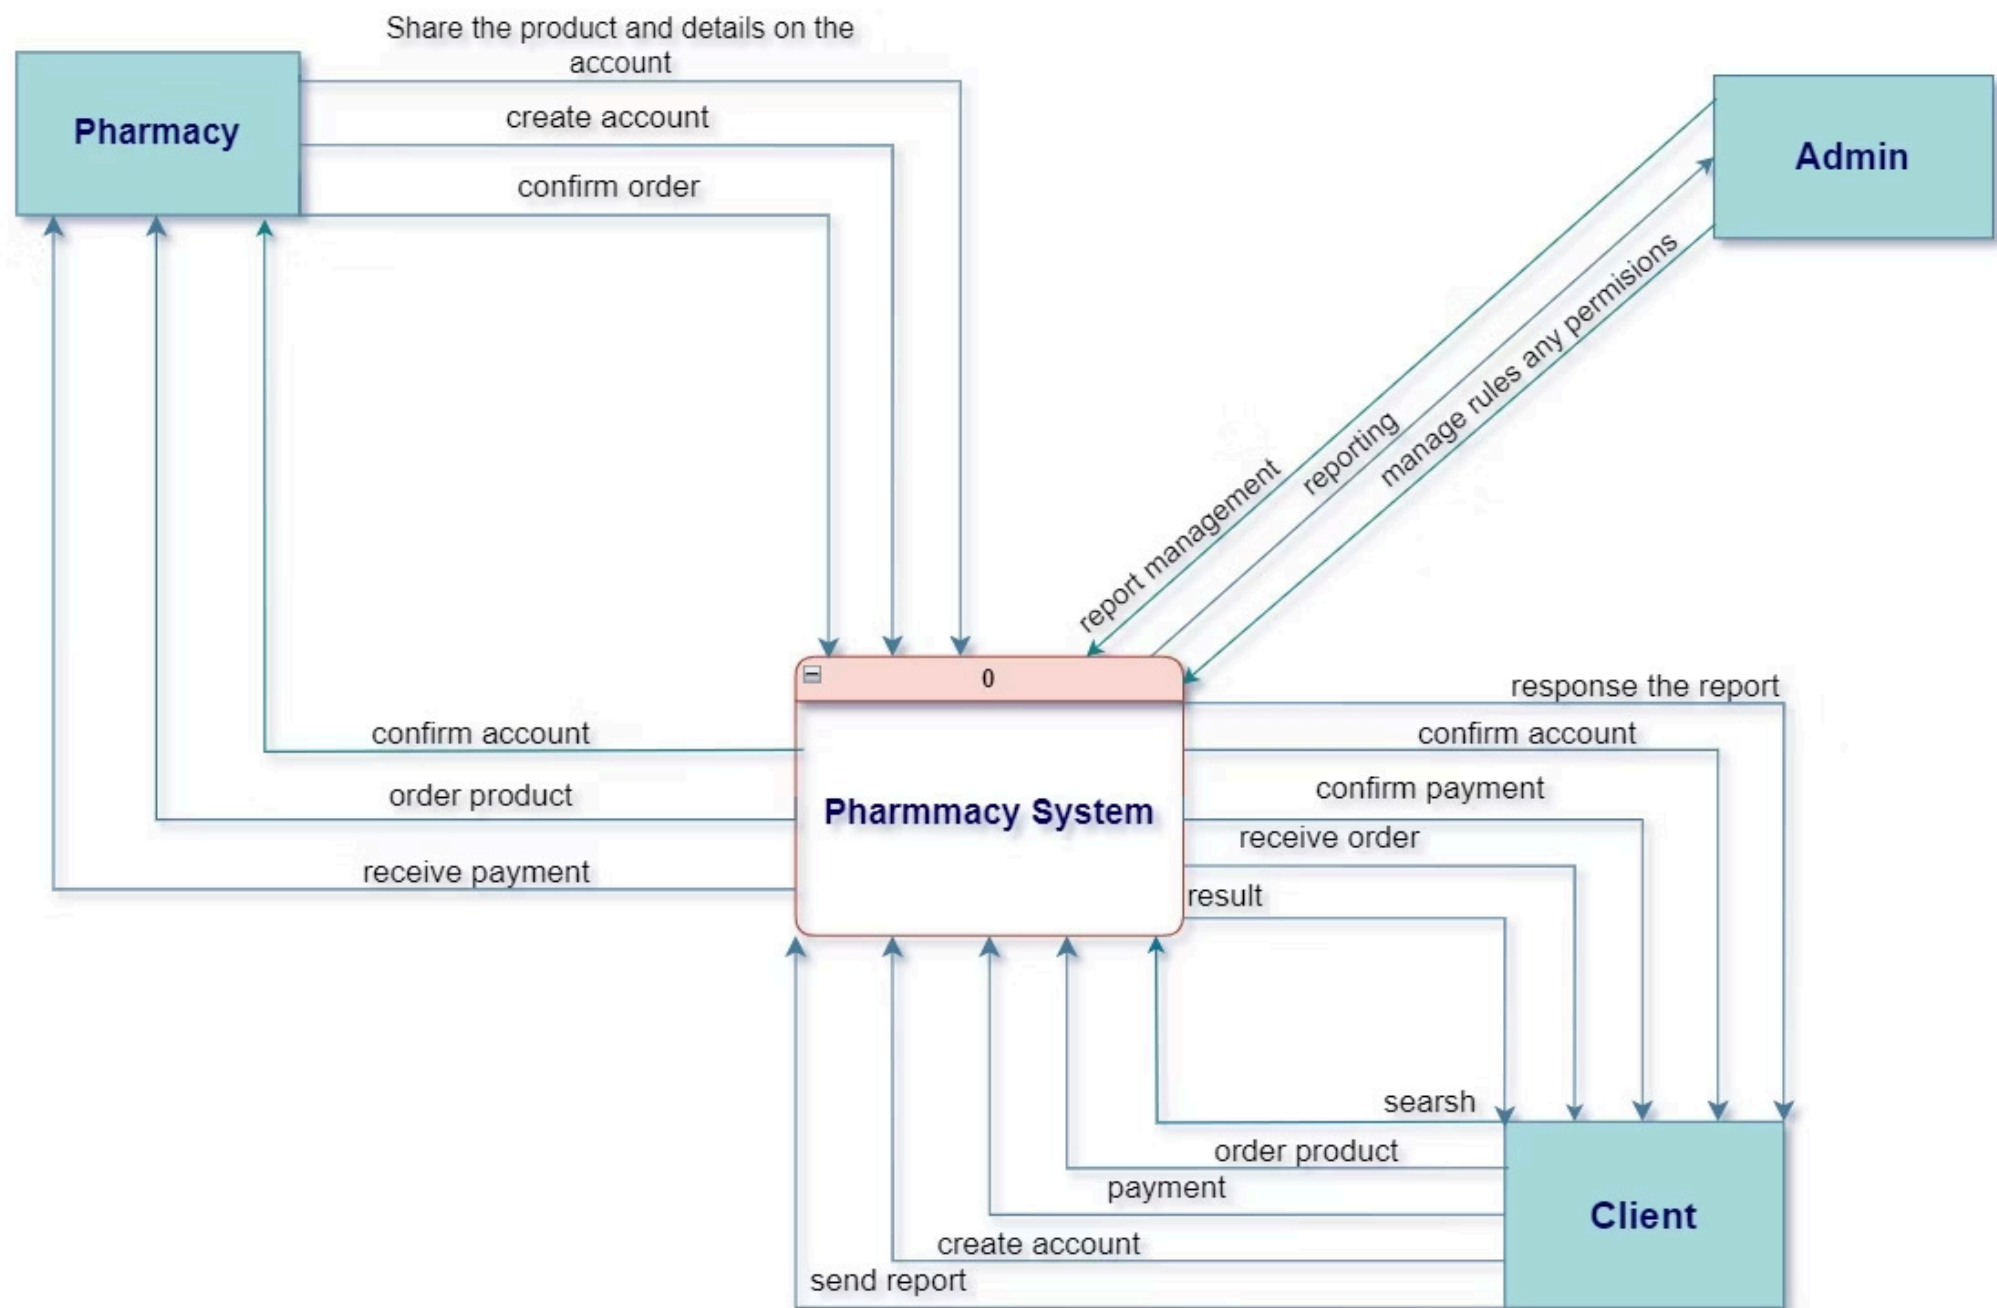 Share the product and details on the
account
Pharmacy
create account
confirm order
Admin
report management
reporting
manage rules any permisions
0
Pharmmacy System
confirm account
order product
receive payment
response the report
confirm account
confirm payment
receive order
result
searsh
order product
payment
create account
send report
Client